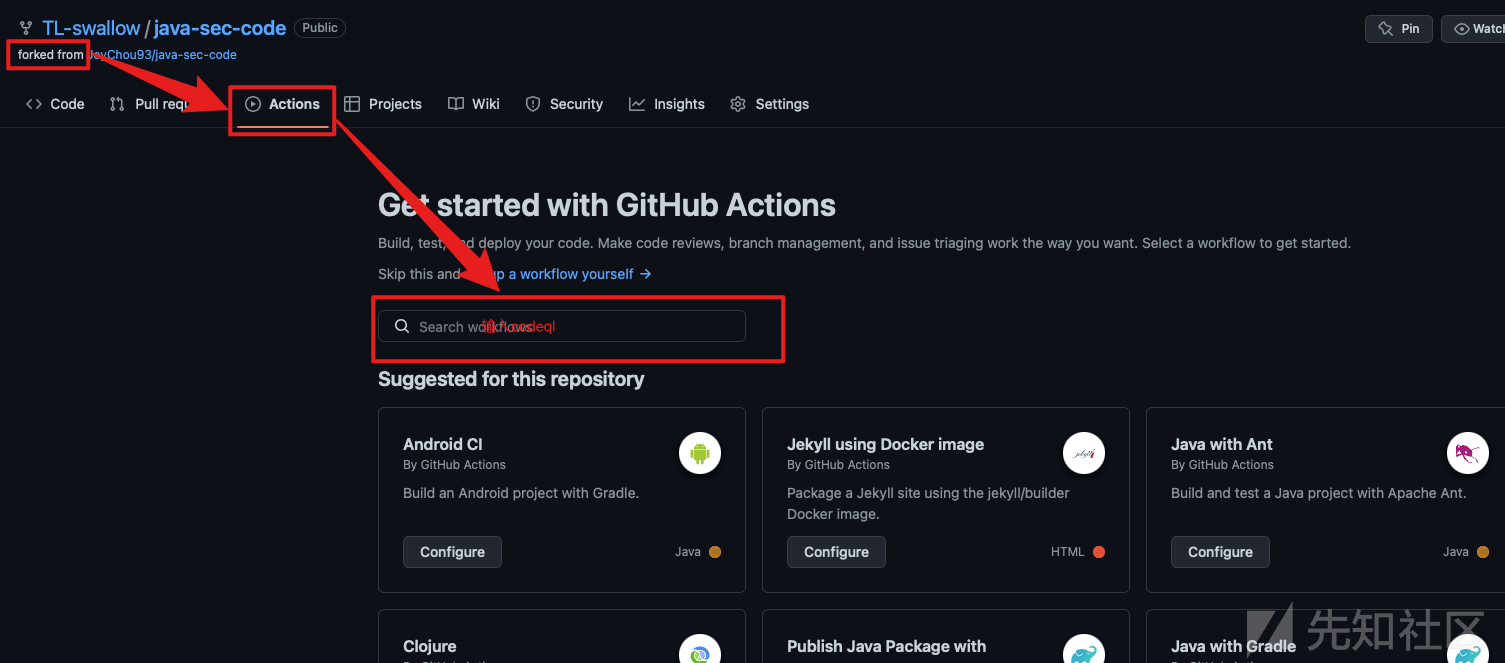 TL-swallow / java-sec-code Public
Pin
Watch
forked from JoyChou93/java-sec-code
Code
Pull requ
Actions
Projects
Wiki
Security
Insights
Settings
Get started with GitHub Actions
Build, test, and deploy your code. Make code reviews, branch management, and issue triaging work the way you want. Select a workflow to get started.
Skip this and up a workflow yourself →
Search workflows
输入codeql
Suggested for this repository
Android CI
By GitHub Actions
Build an Android project with Gradle.
Configure
Java
Jekyll using Docker image
By GitHub Actions
Package a Jekyll site using the jekyll/builder
Docker image.
Configure
HTML
Java with Ant
By GitHub Actions
Build and test a Java project with Apache Ant.
Configure
Java
Clojure
Publish Java Package with
Java with Gradle
先知社区